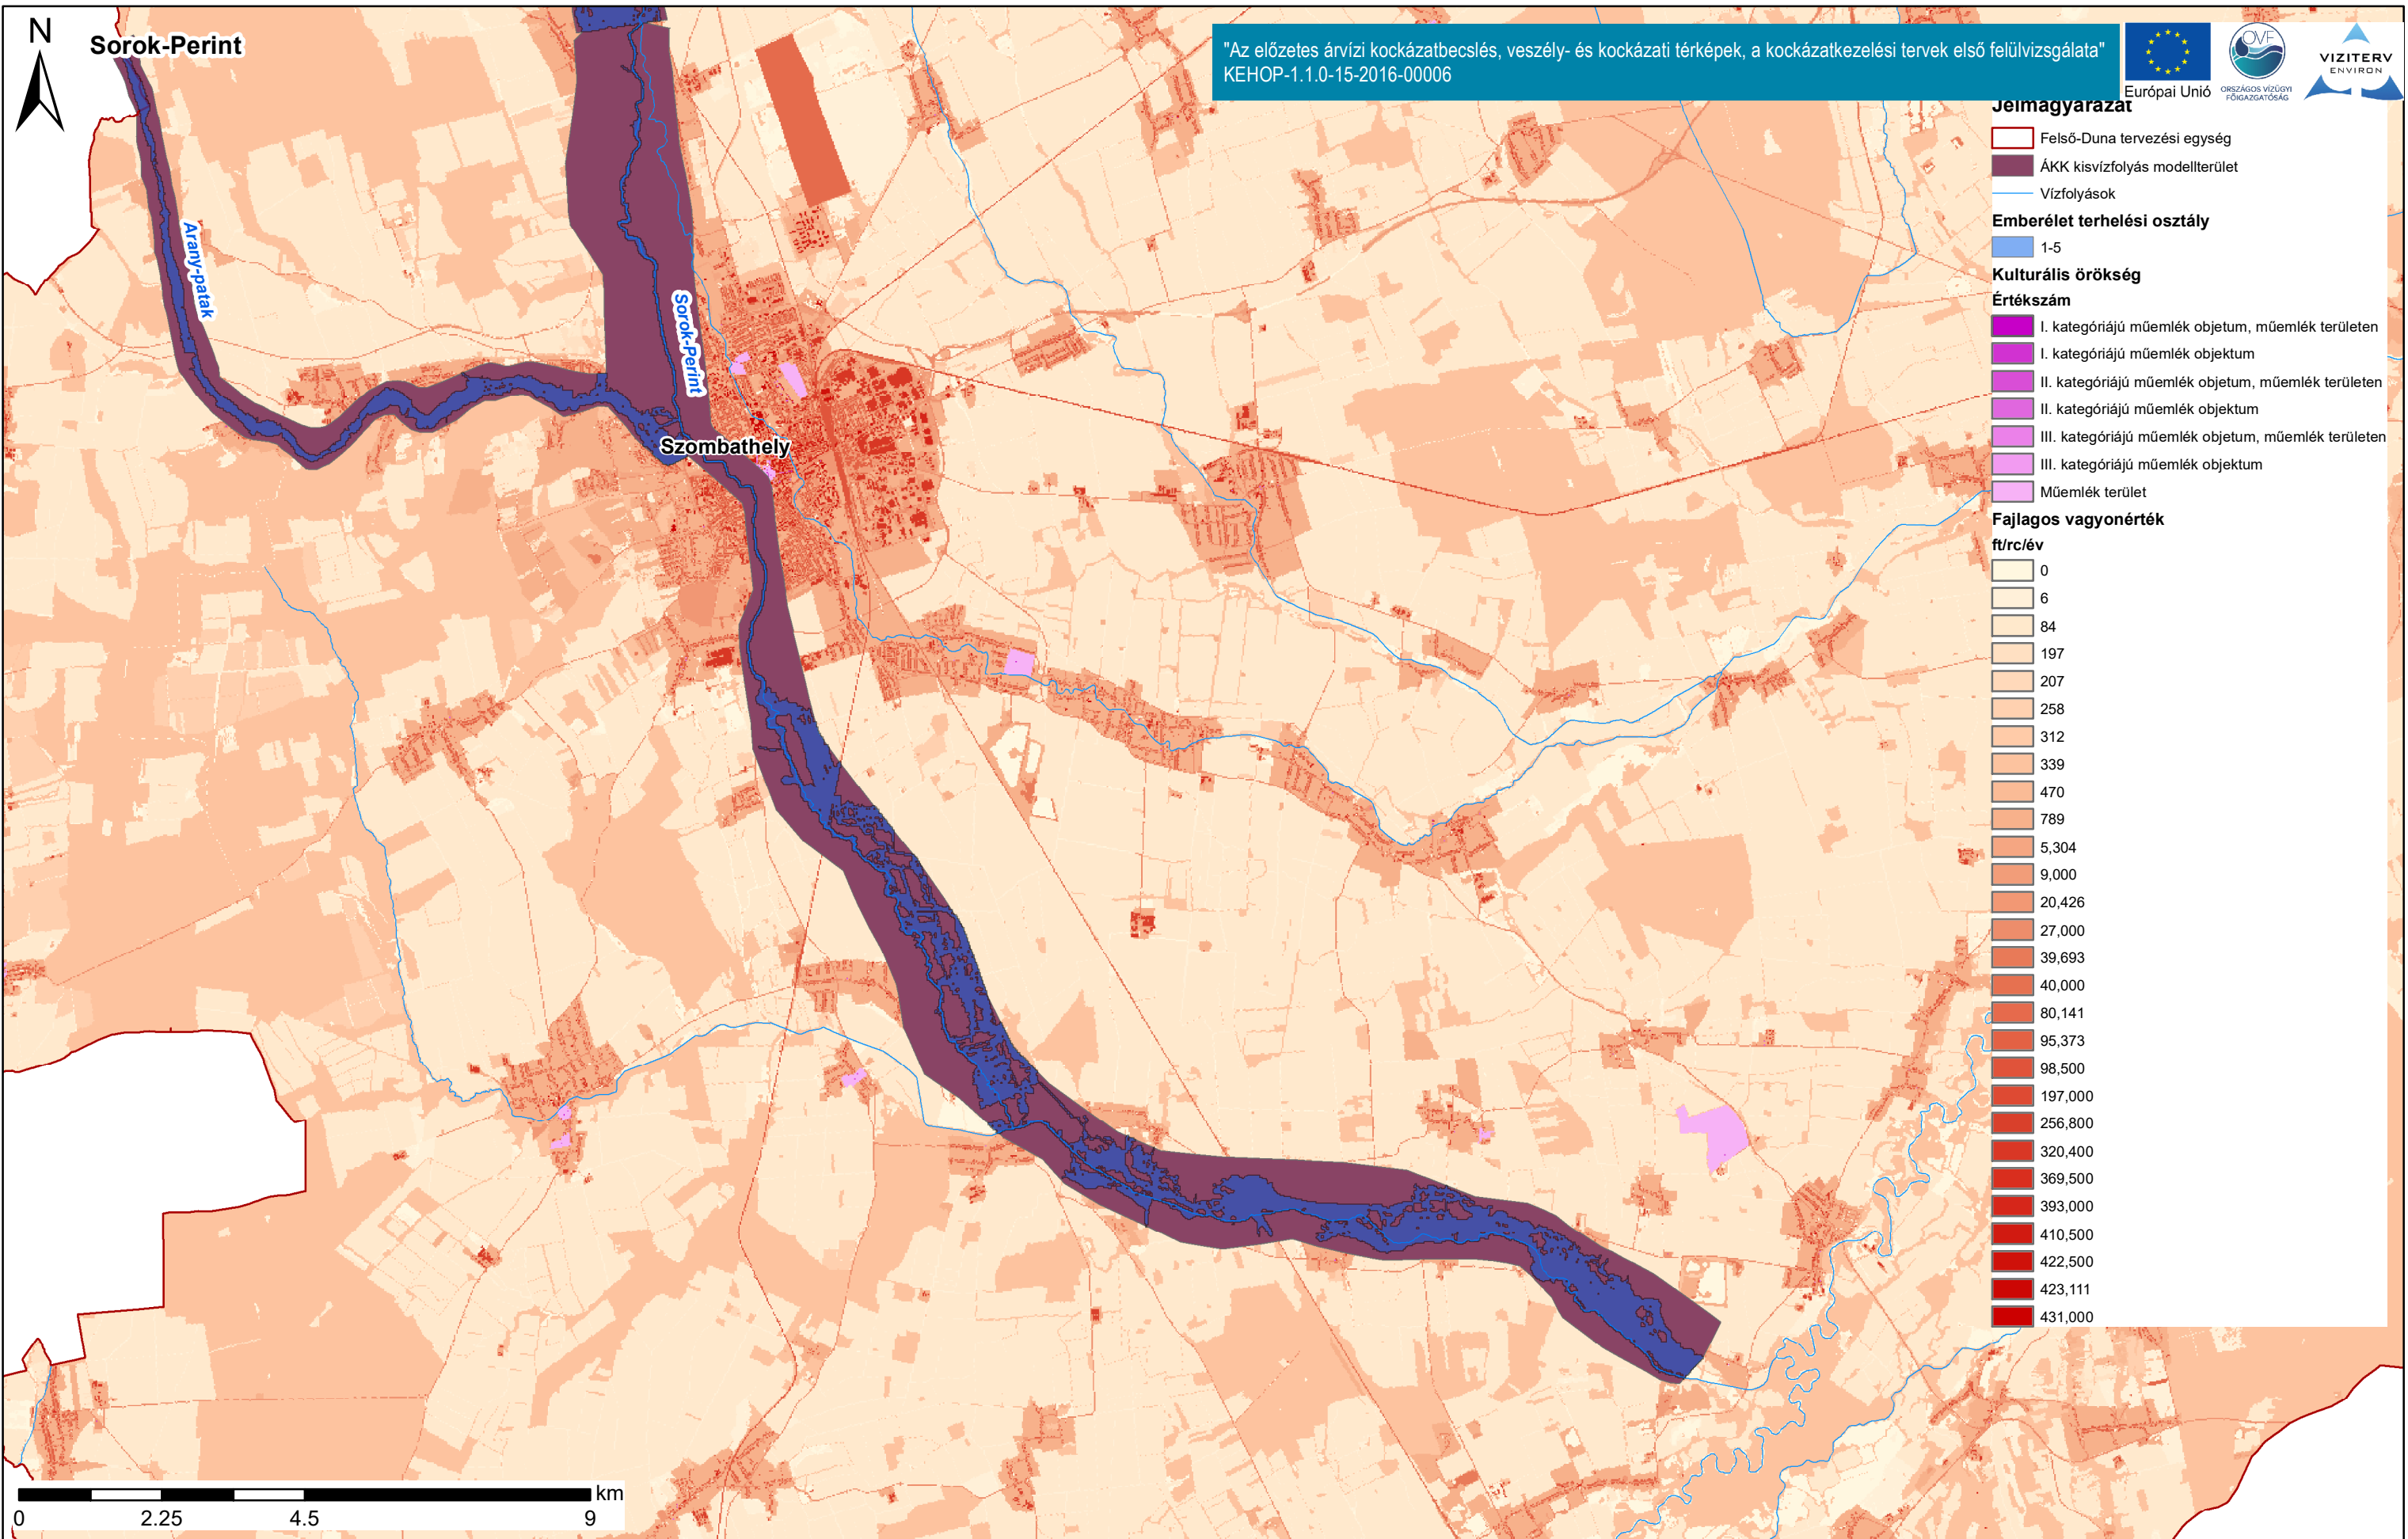 N
Sorok-Perint
"Az előzetes árvízi kockázatbecslés, veszély- és kockázati térképek, a kockázatkezelési tervek első felülvizsgálata"
KEHOP-1.1.0-15-2016-00006
Európai Unió
OVF
ORSZÁGOS VÍZÜGYI
FŐIGAZGATÓSÁG
VIZITERV
ENVIRON
Jelmagyarázat
Felső-Duna tervezési egység
ÁKK kisvízfolyás modellterület
Vízfolyások
Emberélet terhelési osztály
1-5
Kulturális örökség
Értékszám
I. kategóriájú műemlék objetum, műemlék területen
I. kategóriájú műemlék objektum
II. kategóriájú műemlék objetum, műemlék területen
II. kategóriájú műemlék objektum
III. kategóriájú műemlék objetum, műemlék területen
III. kategóriájú műemlék objektum
Műemlék terület
Fajlagos vagyonérték
ft/rc/év
0
6
84
197
207
258
312
339
470
789
5,304
9,000
20,426
27,000
39,693
40,000
80,141
95,373
98,500
197,000
256,800
320,400
369,500
393,000
410,500
422,500
423,111
431,000
Arany-patak
Sorok-Perint
Szombathely
km
0 2.25 4.5 9